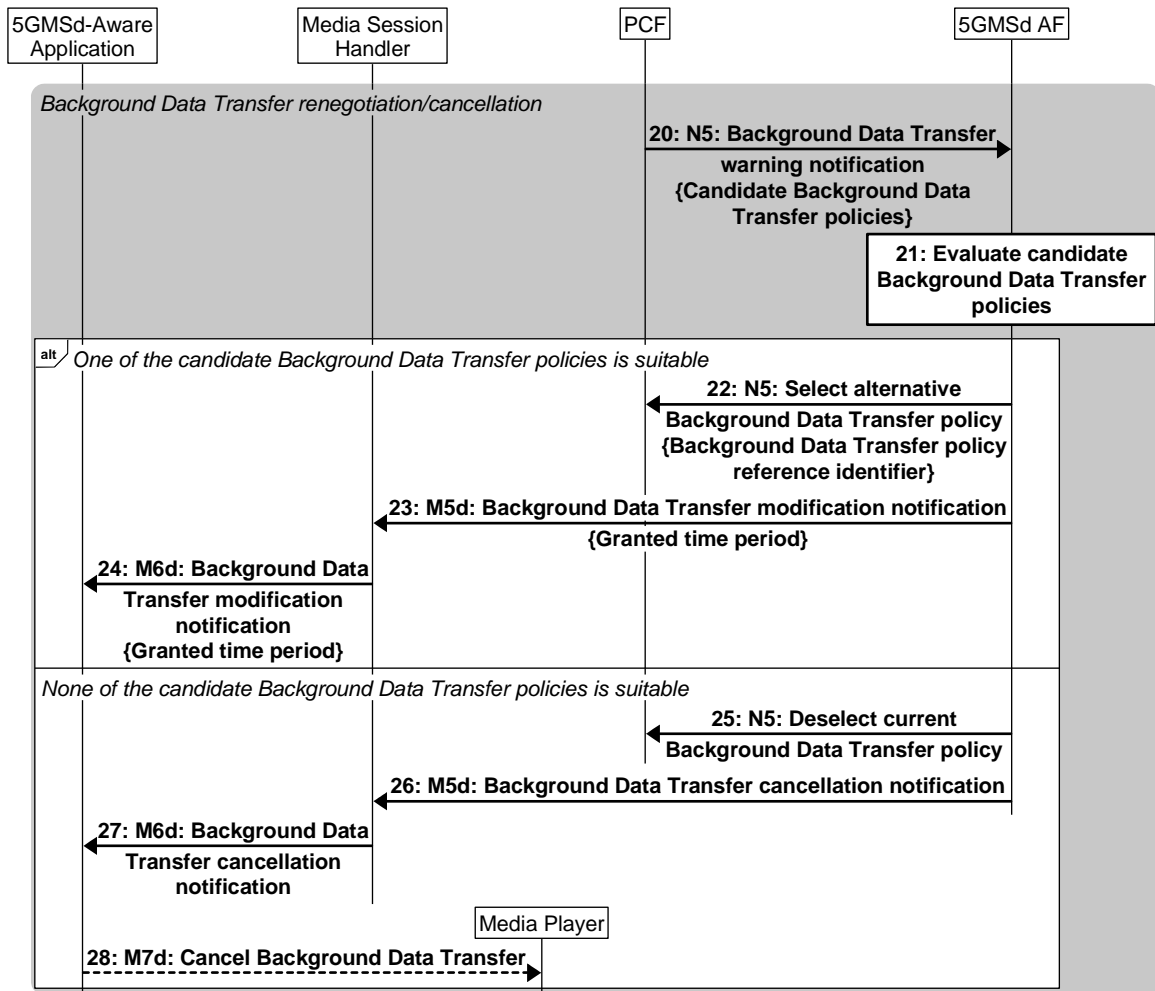 5GMSd-Aware
Application
Media Session
Handler
PCF
5GMSd AF
Background Data Transfer renegotiation/cancellation
20: N5: Background Data Transfer
warning notification
{Candidate Background Data
Transfer policies}
21: Evaluate candidate
Background Data Transfer
policies
alt
One of the candidate Background Data Transfer policies is suitable
22: N5: Select alternative
Background Data Transfer policy
{Background Data Transfer policy
reference identifier}
23: M5d: Background Data Transfer modification notification
{Granted time period}
24: M6d: Background Data
Transfer modification
notification
{Granted time period}
None of the candidate Background Data Transfer policies is suitable
25: N5: Deselect current
Background Data Transfer policy
26: M5d: Background Data Transfer cancellation notification
27: M6d: Background Data
Transfer cancellation
notification
Media Player
28: M7d: Cancel Background Data Transfer